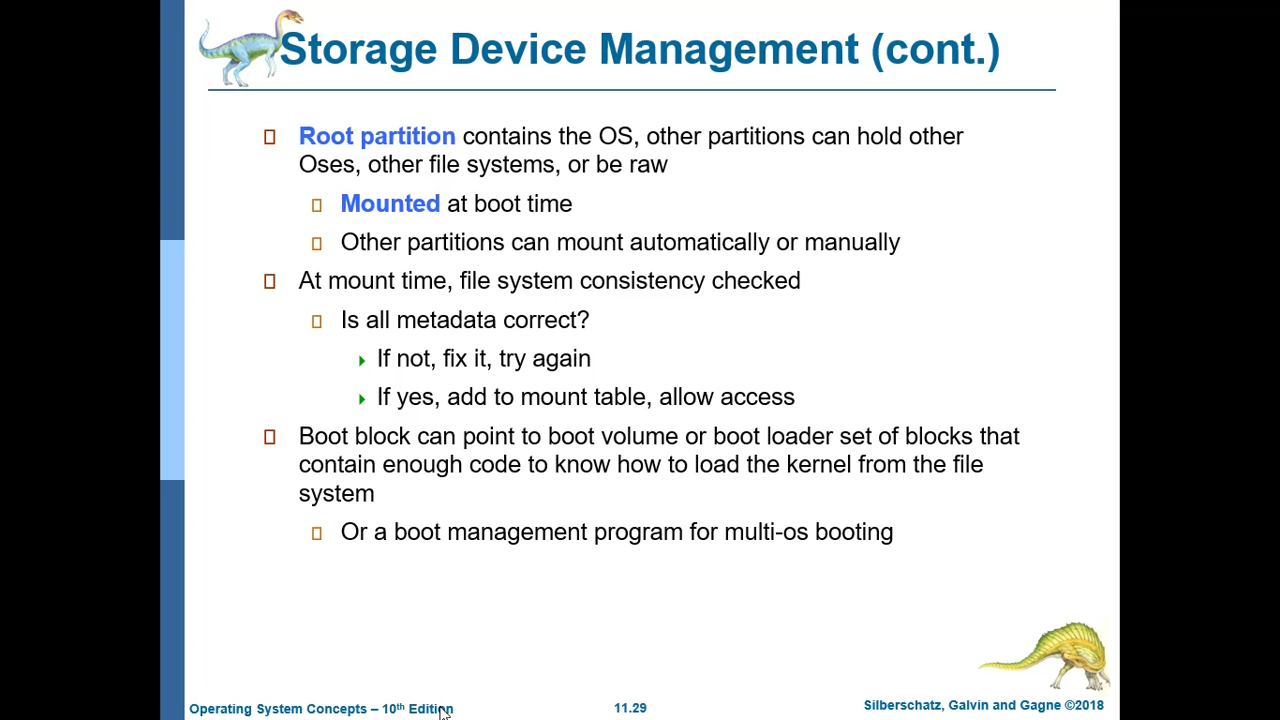 Storage Device Management (cont.)
Root partition contains the OS, other partitions can hold other
Oses, other file systems, or be raw
Mounted at boot time
Other partitions can mount automatically or manually
At mount time, file system consistency checked
Is all metadata correct?
If not, fix it, try again
If yes, add to mount table, allow access
Boot block can point to boot volume or boot loader set of blocks that
contain enough code to know how to load the kernel from the file
system
Or a boot management program for multi-os booting
Operating System Concepts – 10th Edition
11.29
Silberschatz, Galvin and Gagne ©2018